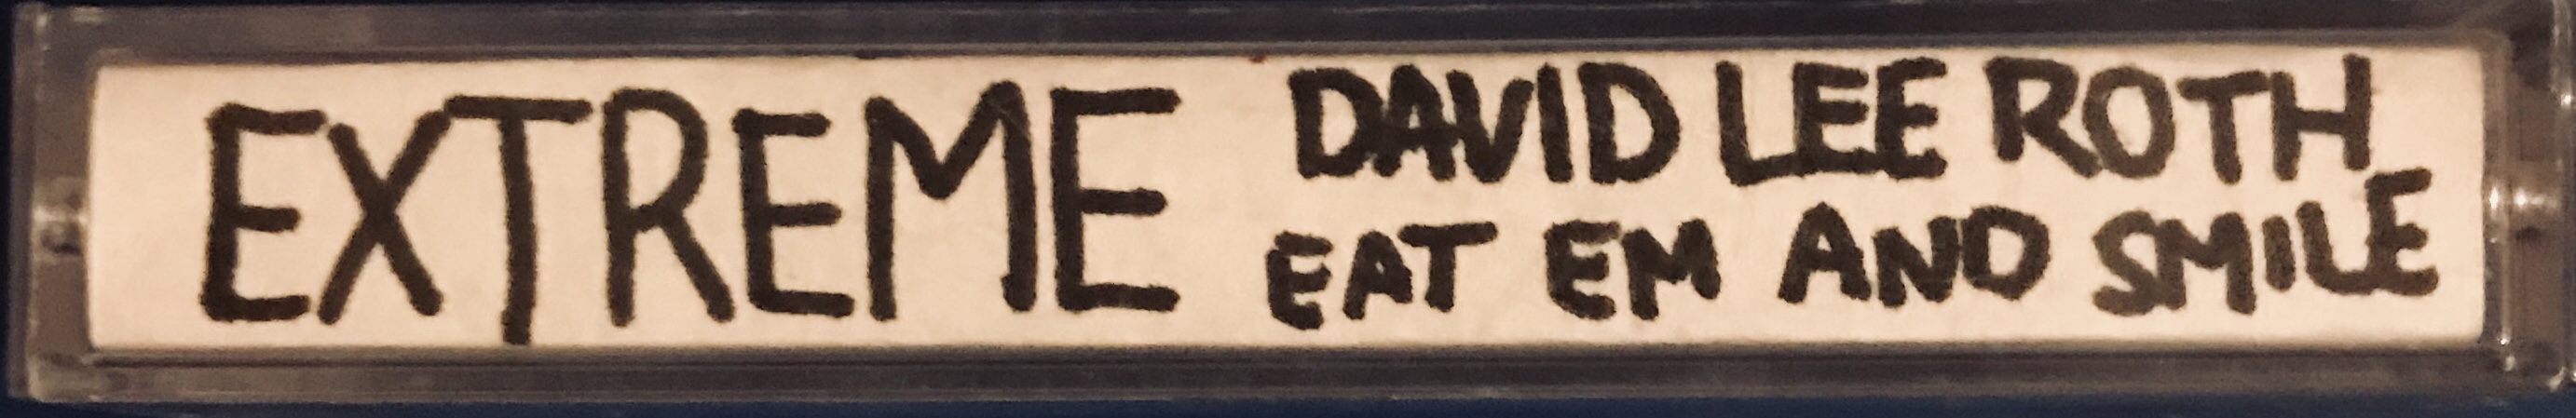 EXTREME
DAVID LEE ROTH
EAT EM AND SMILE